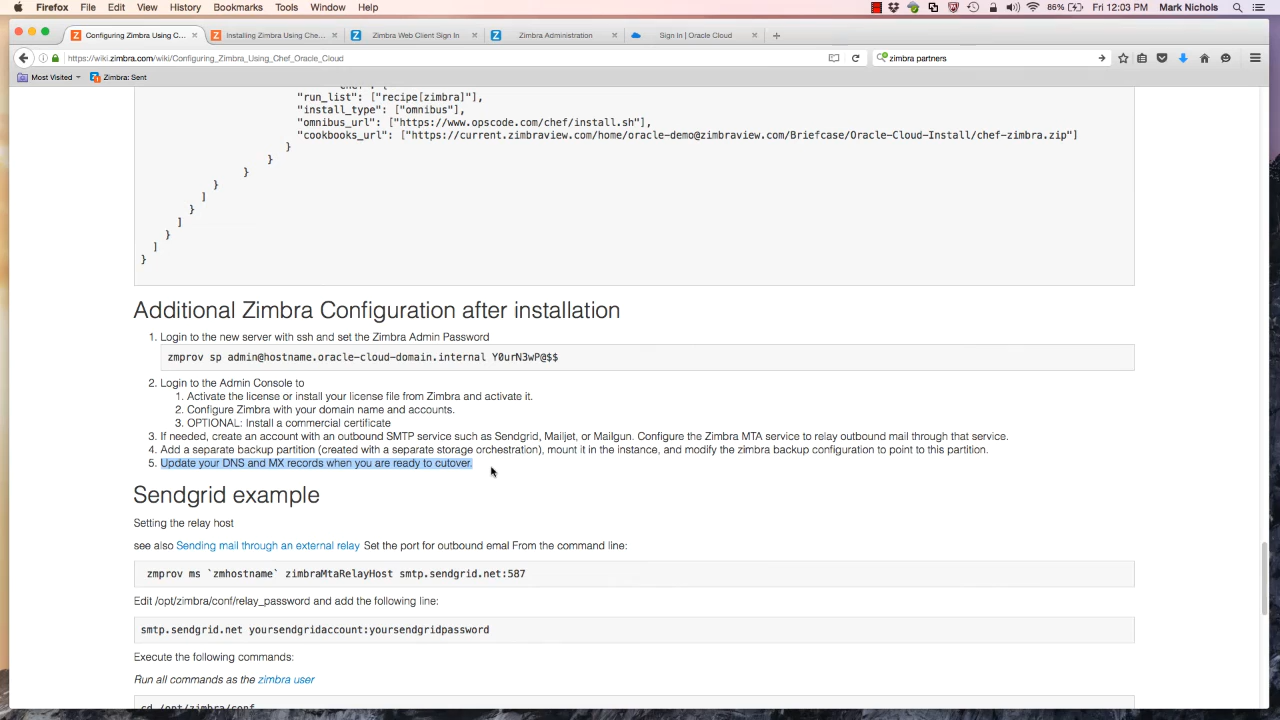 Firefox File Edit View History Bookmarks Tools Window Help 86% Fri 12:03 PM Mark Nichols
Configuring Zimbra Using C… × Installing Zimbra Using Che… × Zimbra Web Client Sign In × Zimbra Administration × Sign In | Oracle Cloud × +
https://wiki.zimbra.com/wiki/Configuring_Zimbra_Using_Chef_Oracle_Cloud zimbra partners
Most Visited Zimbra: Sent
"run_list": ["recipe[zimbra]"],
"install_type": ["omnibus"],
"omnibus_url": ["https://www.opscode.com/chef/install.sh"],
"cookbooks_url": ["https://current.zimbraview.com/home/oracle-demo@zimbraview.com/Briefcase/Oracle-Cloud-Install/chef-zimbra.zip"]
}
}
}
}
]
}
]
}
]
}
Additional Zimbra Configuration after installation
1. Login to the new server with ssh and set the Zimbra Admin Password
zmprov sp admin@hostname.oracle-cloud-domain.internal Y0urN3wP@$$
2. Login to the Admin Console to
1. Activate the license or install your license file from Zimbra and activate it.
2. Configure Zimbra with your domain name and accounts.
3. OPTIONAL: Install a commercial certificate
3. If needed, create an account with an outbound SMTP service such as Sendgrid, Mailjet, or Mailgun. Configure the Zimbra MTA service to relay outbound mail through that service.
4. Add a separate backup partition (created with a separate storage orchestration), mount it in the instance, and modify the zimbra backup configuration to point to this partition.
5. Update your DNS and MX records when you are ready to cutover.
Sendgrid example
Setting the relay host
see also Sending mail through an external relay Set the port for outbound emal From the command line:
zmprov ms `zmhostname` zimbraMtaRelayHost smtp.sendgrid.net:587
Edit /opt/zimbra/conf/relay_password and add the following line:
smtp.sendgrid.net yoursendgridaccount:yoursendgridpassword
Execute the following commands:
Run all commands as the zimbra user
cd /opt/zimbra/conf